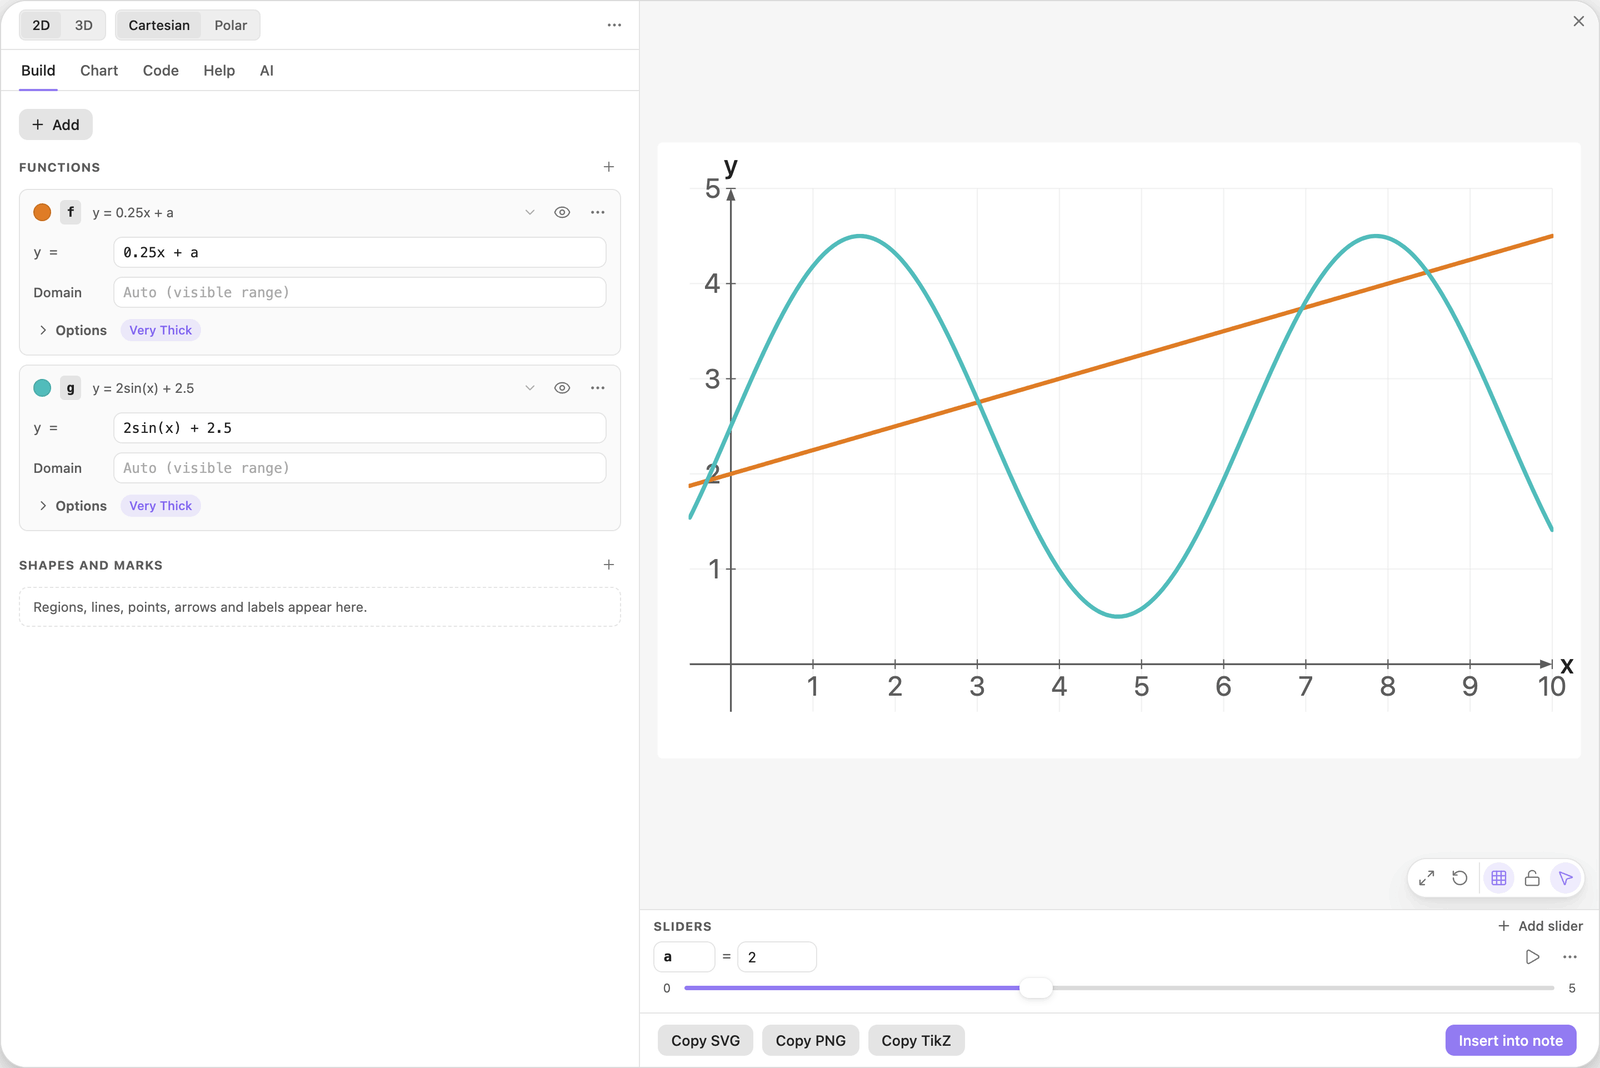 2D 3D Cartesian Polar
Build Chart Code Help AI
+ Add
FUNCTIONS
f y = 0.25x + a
y = 0.25x + a
Domain Auto (visible range)
Options Very Thick
g y = 2sin(x) + 2.5
y = 2sin(x) + 2.5
Domain Auto (visible range)
Options Very Thick
SHAPES AND MARKS
Regions, lines, points, arrows and labels appear here.
y
5
4
3
2
1
x
1 2 3 4 5 6 7 8 9 10
SLIDERS + Add slider
a = 2
0 5
Copy SVG Copy PNG Copy TikZ Insert into note